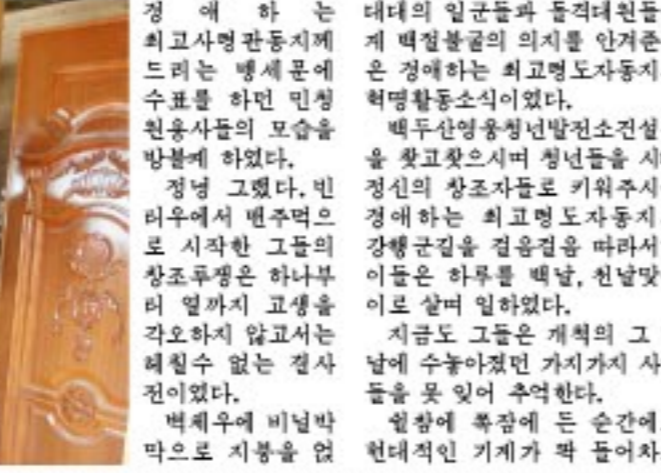 경애하는
최고사령관동지께
드리는 맹세문에
수표를 하던 민청
원용사들의 모습을
방불케 하였다.
정녕 그랬다. 빈
터우에서 맨주먹으
로 시작한 그들의
창조투쟁은 하나부
터 열까지 고생을
각오하지 않고서는
헤칠수 없는 결사
전이였다.
벽체우에 비닐박
막으로 지붕을 얹
대대의 일군들과 돌격대원들
게 백절불굴의 의지를 안겨준
은 경애하는 최고령도자동지
혁명활동소식이였다.
백두산영웅청년발전소건설
을 찾고찾으시며 청년들을 시
정신의 창조자들로 키워주시
경애하는 최고령도자동지
강행군길을 걸음걸음 따라서
이들은 하루를 백날, 천날맞
이로 살며 일하였다.
지금도 그들은 개척의 그
날에 수놓아졌던 가지가지 사
들을 못 잊어 추억한다.
쉴참에 쪽잠에 든 순간에
현대적인 기계가 꽉 들어차